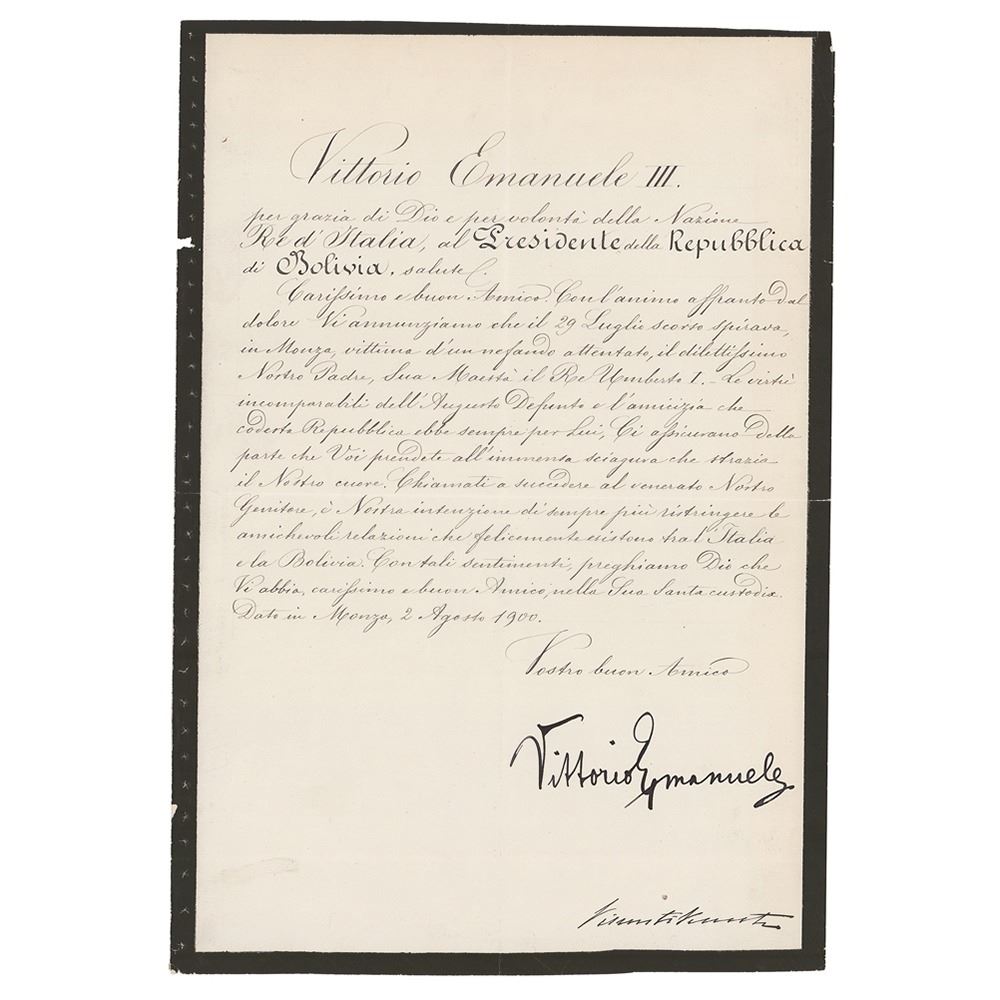 Vittorio Emanuele III.
per grazia di Dio e per volontà della Nazione
Re d'Italia, al Presidente della Repubblica
di Bolivia, salute.
Carissimo e buon Amico. Con l'animo affranto dal
dolore Vi annunziamo che il 29 Luglio scorso spirava,
in Monza, vittima d'un nefando attentato, il dilettissimo
Nostro Padre, Sua Maestà il Re Umberto I. - Le virtù
incomparabili dell'Augusto Defunto e l'amicizia che
codesta Repubblica ebbe sempre per Lui, Ci assicurano della
parte che Voi prendete all'immensa sciagura che strazia
il Nostro cuore. Chiamati a succedere al venerato Nostro
Genitore, è Nostra intenzione di sempre più ristringere le
amichevoli relazioni che felicemente esistono tra l'Italia
e la Bolivia. Con tali sentimenti, preghiamo Dio che
Vi abbia, carissimo e buon Amico, nella Sua Santa custodia.
Dato in Monza, 2 Agosto 1900.
Vostro buon Amico
Vittorio Emanuele
Visconti Venosta